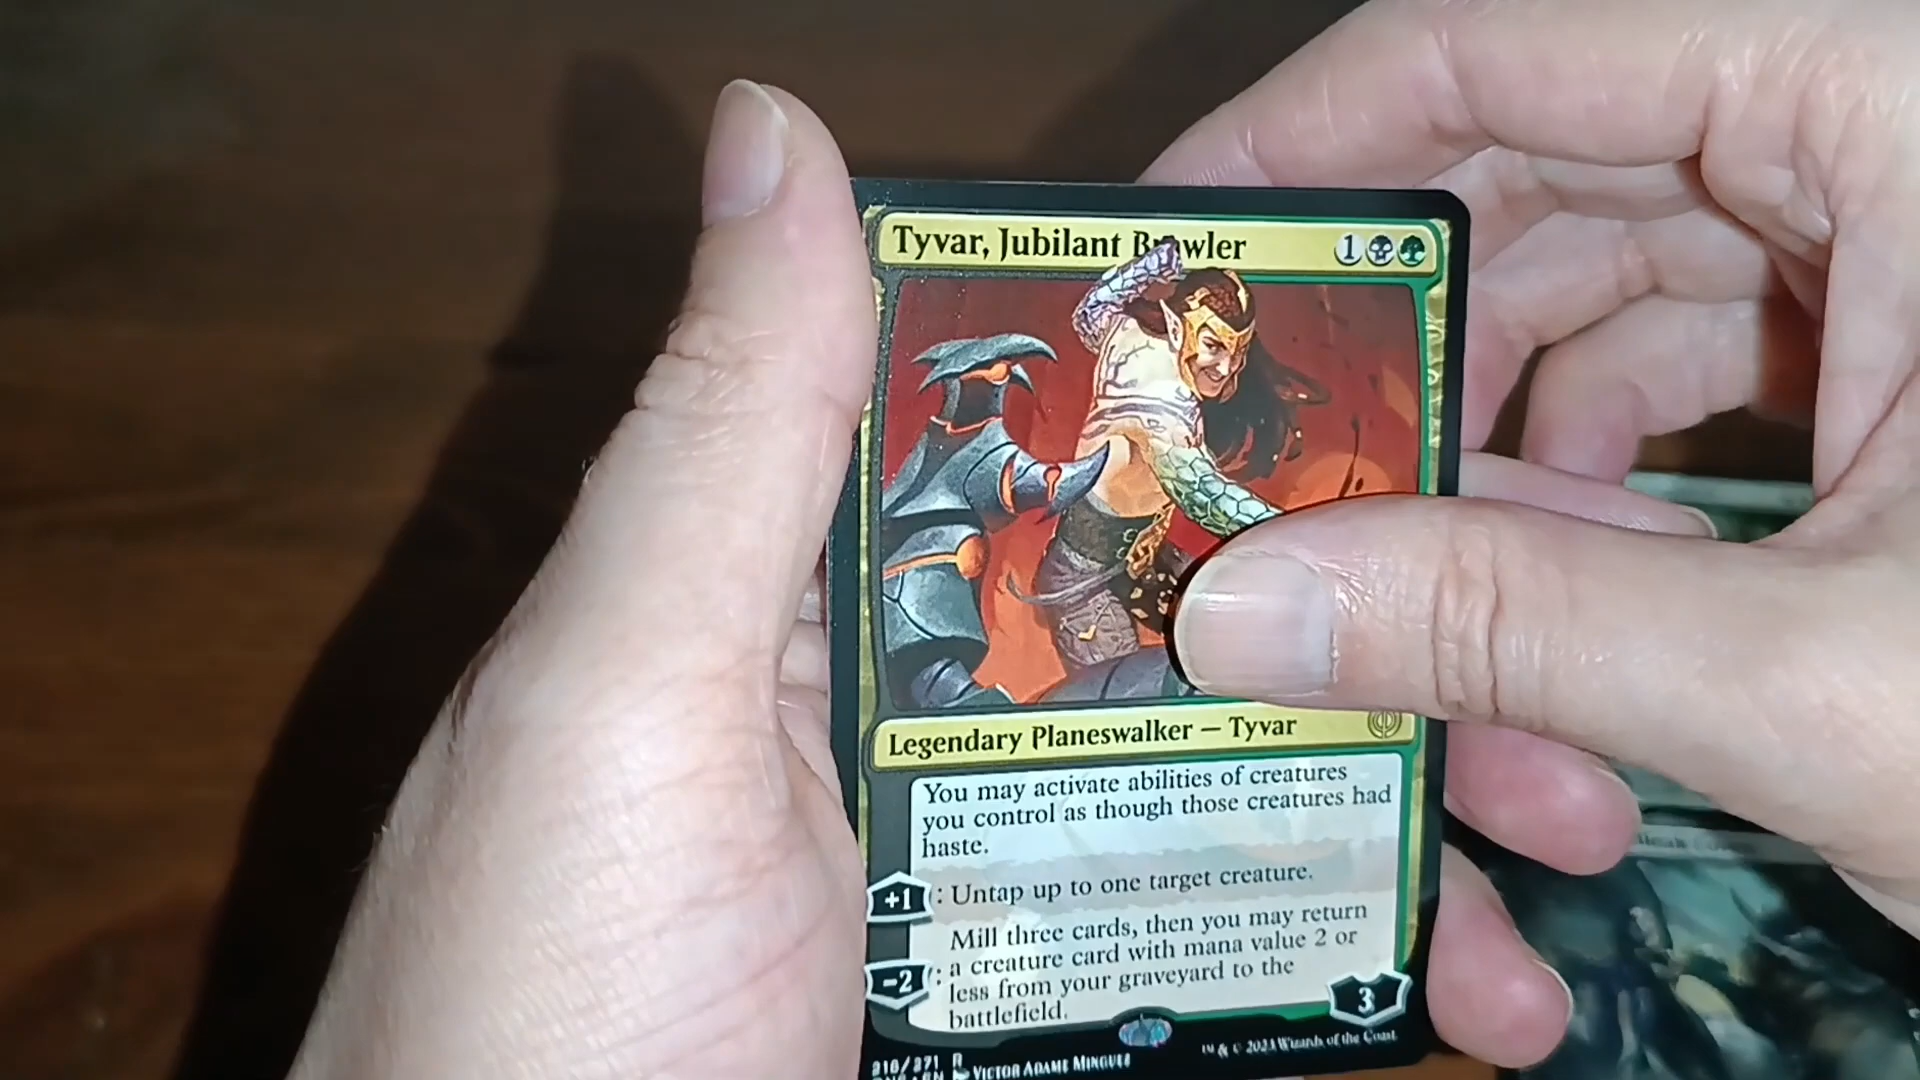 Tyvar, Jubilant Brawler 1
Legendary Planeswalker — Tyvar
You may activate abilities of creatures
you control as though those creatures had
haste.
+1 : Untap up to one target creature.
Mill three cards, then you may return
-2 : a creature card with mana value 2 or
less from your graveyard to the
battlefield.
3
218/271 R
VICTOR ADAME MINGUEZ
™ & © 2023 Wizards of the Coast